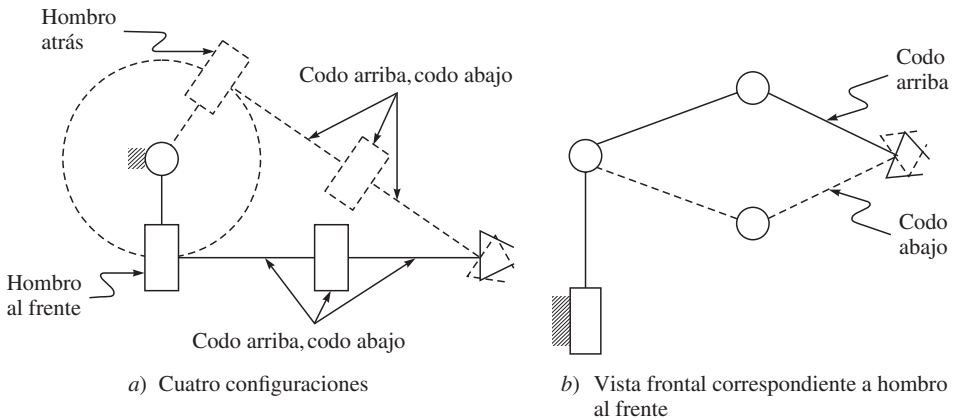 Hombro
atrás
Codo arriba, codo abajo
Hombro
al frente
Codo arriba, codo abajo
a) Cuatro configuraciones
Codo
arriba
Codo
abajo
b) Vista frontal correspondiente a hombro
al frente